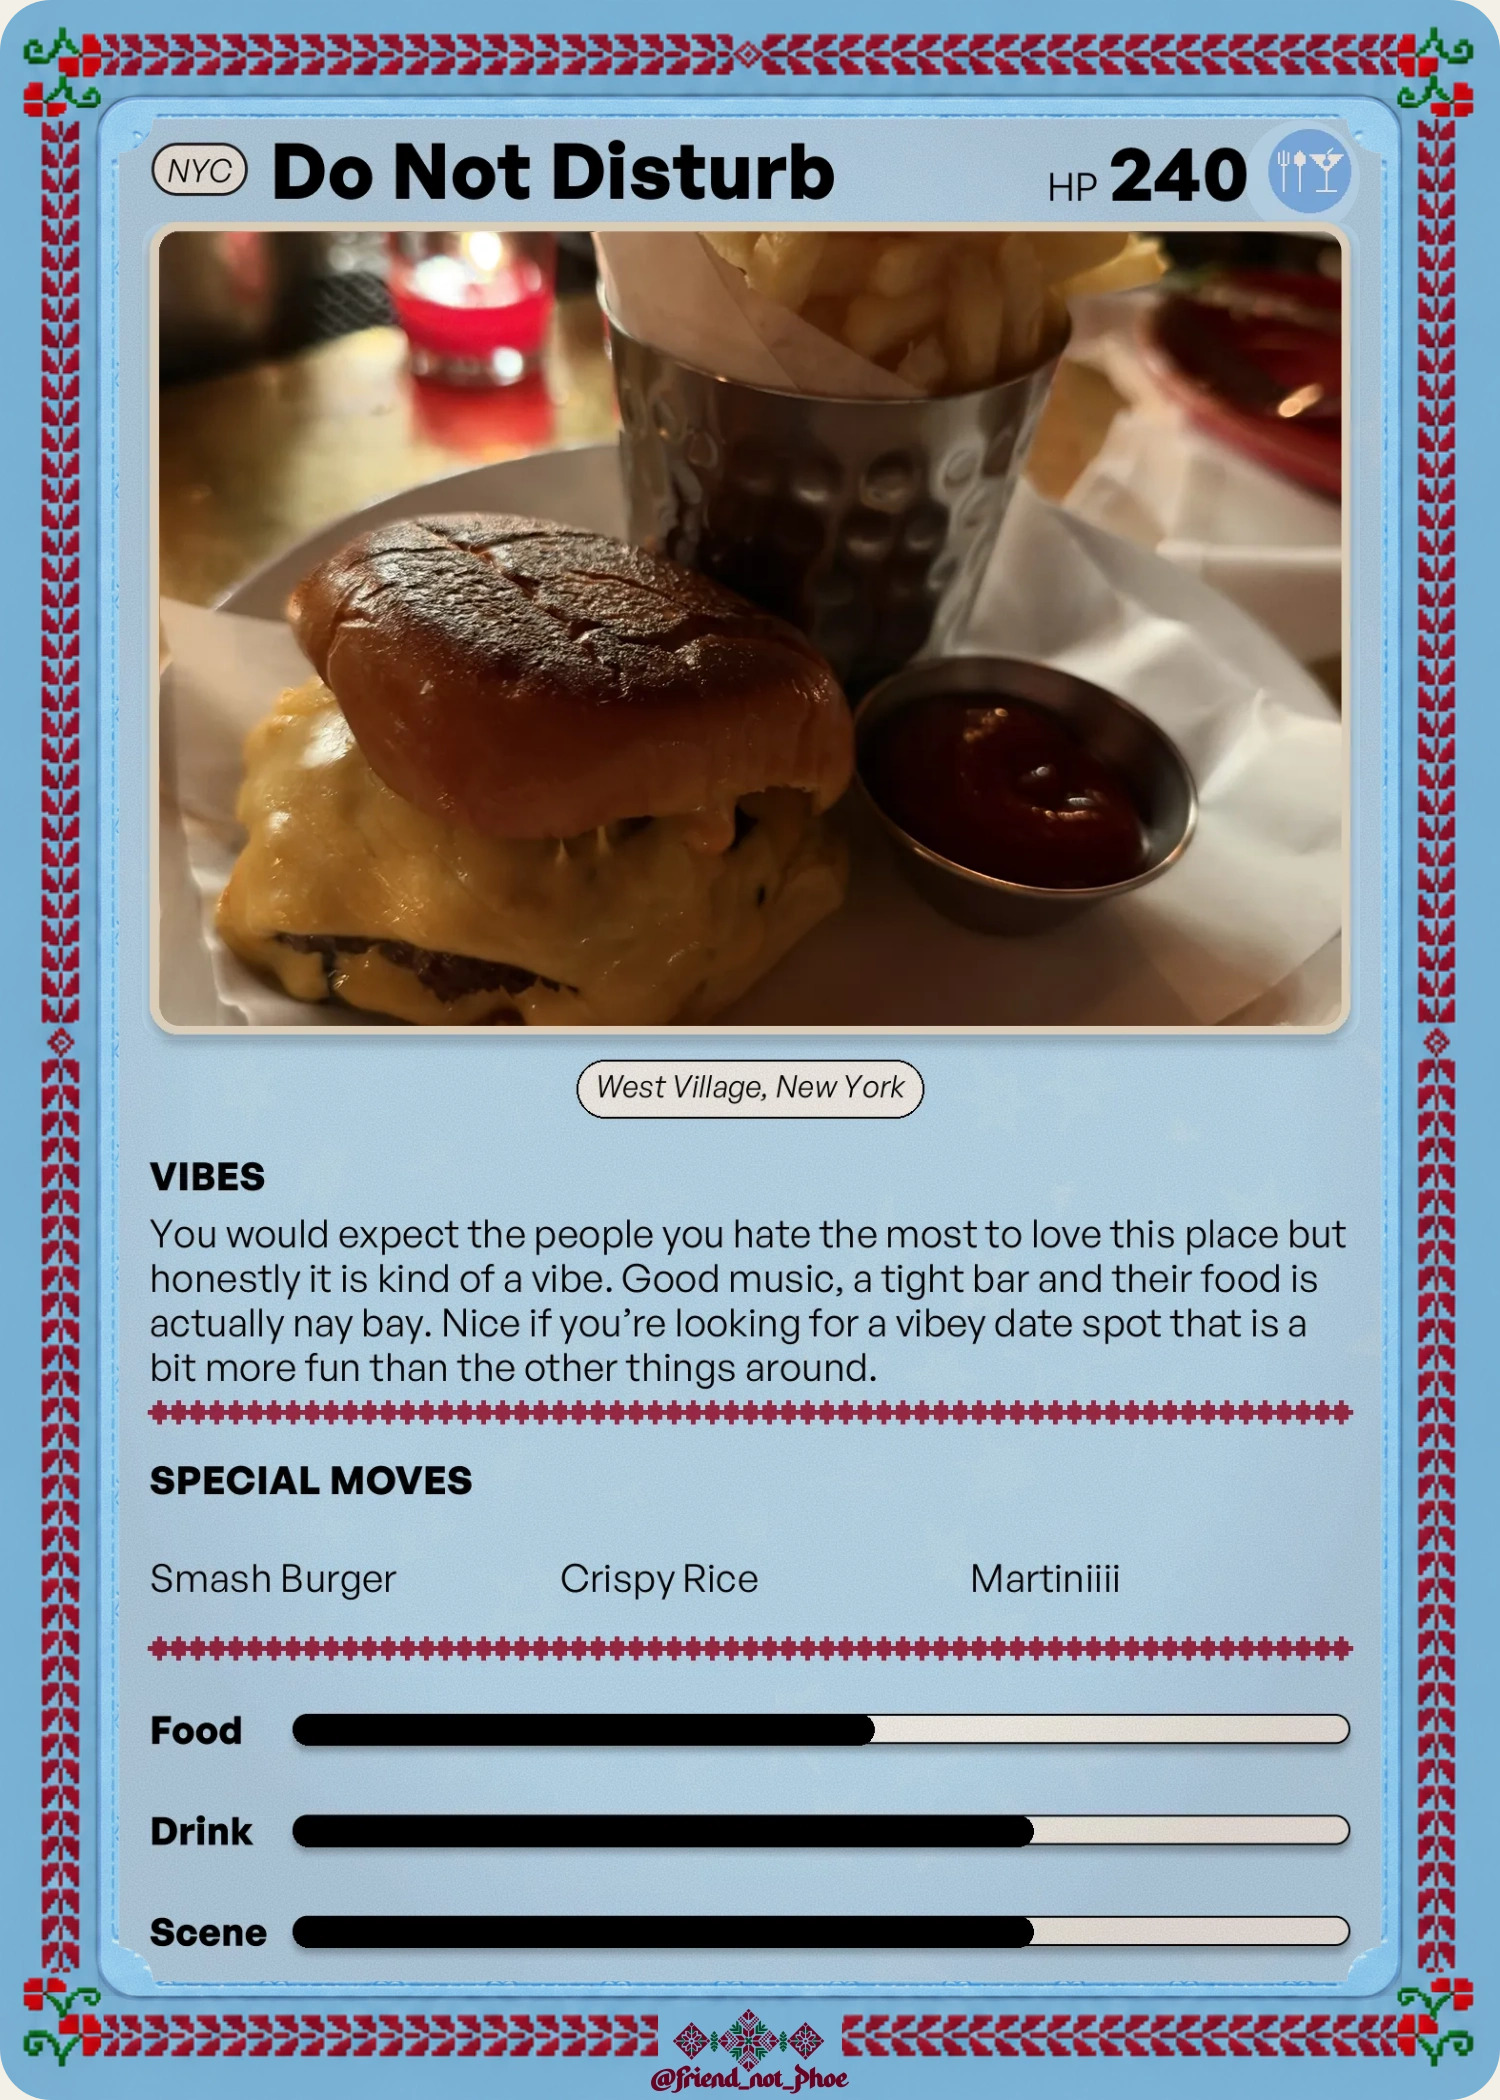 NYC Do Not Disturb HP 240
West Village, New York
VIBES
You would expect the people you hate the most to love this place but
honestly it is kind of a vibe. Good music, a tight bar and their food is
actually nay bay. Nice if you’re looking for a vibey date spot that is a
bit more fun than the other things around.
SPECIAL MOVES
Smash Burger Crispy Rice Martiniiii
Food
Drink
Scene
@friend_not_phoe